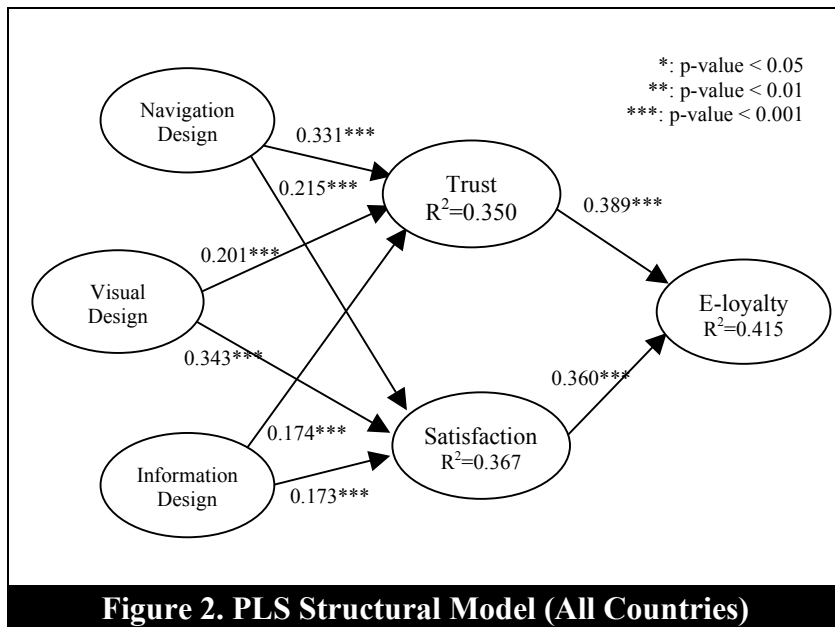 *: p-value < 0.05
**: p-value < 0.01
***: p-value < 0.001
Navigation
Design
0.331***
0.215***
Trust
R²=0.350
0.389***
0.201***
Visual
Design
E-loyalty
R²=0.415
0.343***
0.360***
0.174***
Satisfaction
R²=0.367
Information
Design
0.173***
Figure 2. PLS Structural Model (All Countries)